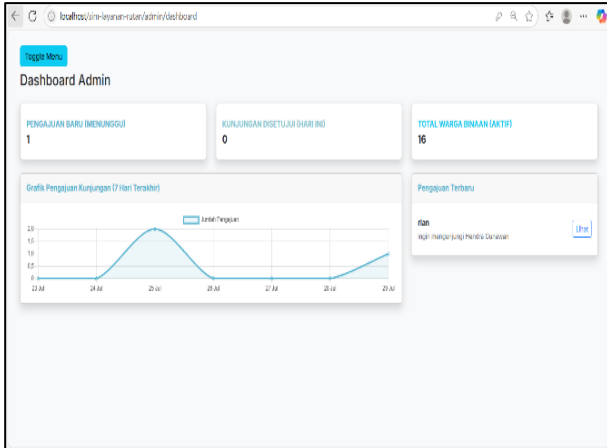 localhost/sim-layanan-rutan/admin/dashboard
Toggle Menu
Dashboard Admin
PENGAJUAN BARU (MENUNGGU)
1
KUNJUNGAN DISETUJUI (HARI INI)
0
TOTAL WARGA BINAAN (AKTIF)
16
Grafik Pengajuan Kunjungan (7 Hari Terakhir)
Jumlah Pengajuan
2,0
1,5
1,0
0,5
0
23 Jul
24 Jul
25 Jul
26 Jul
27 Jul
28 Jul
29 Jul
Pengajuan Terbaru
rian
Ingin mengunjungi Hendra Gunawan
Lihat